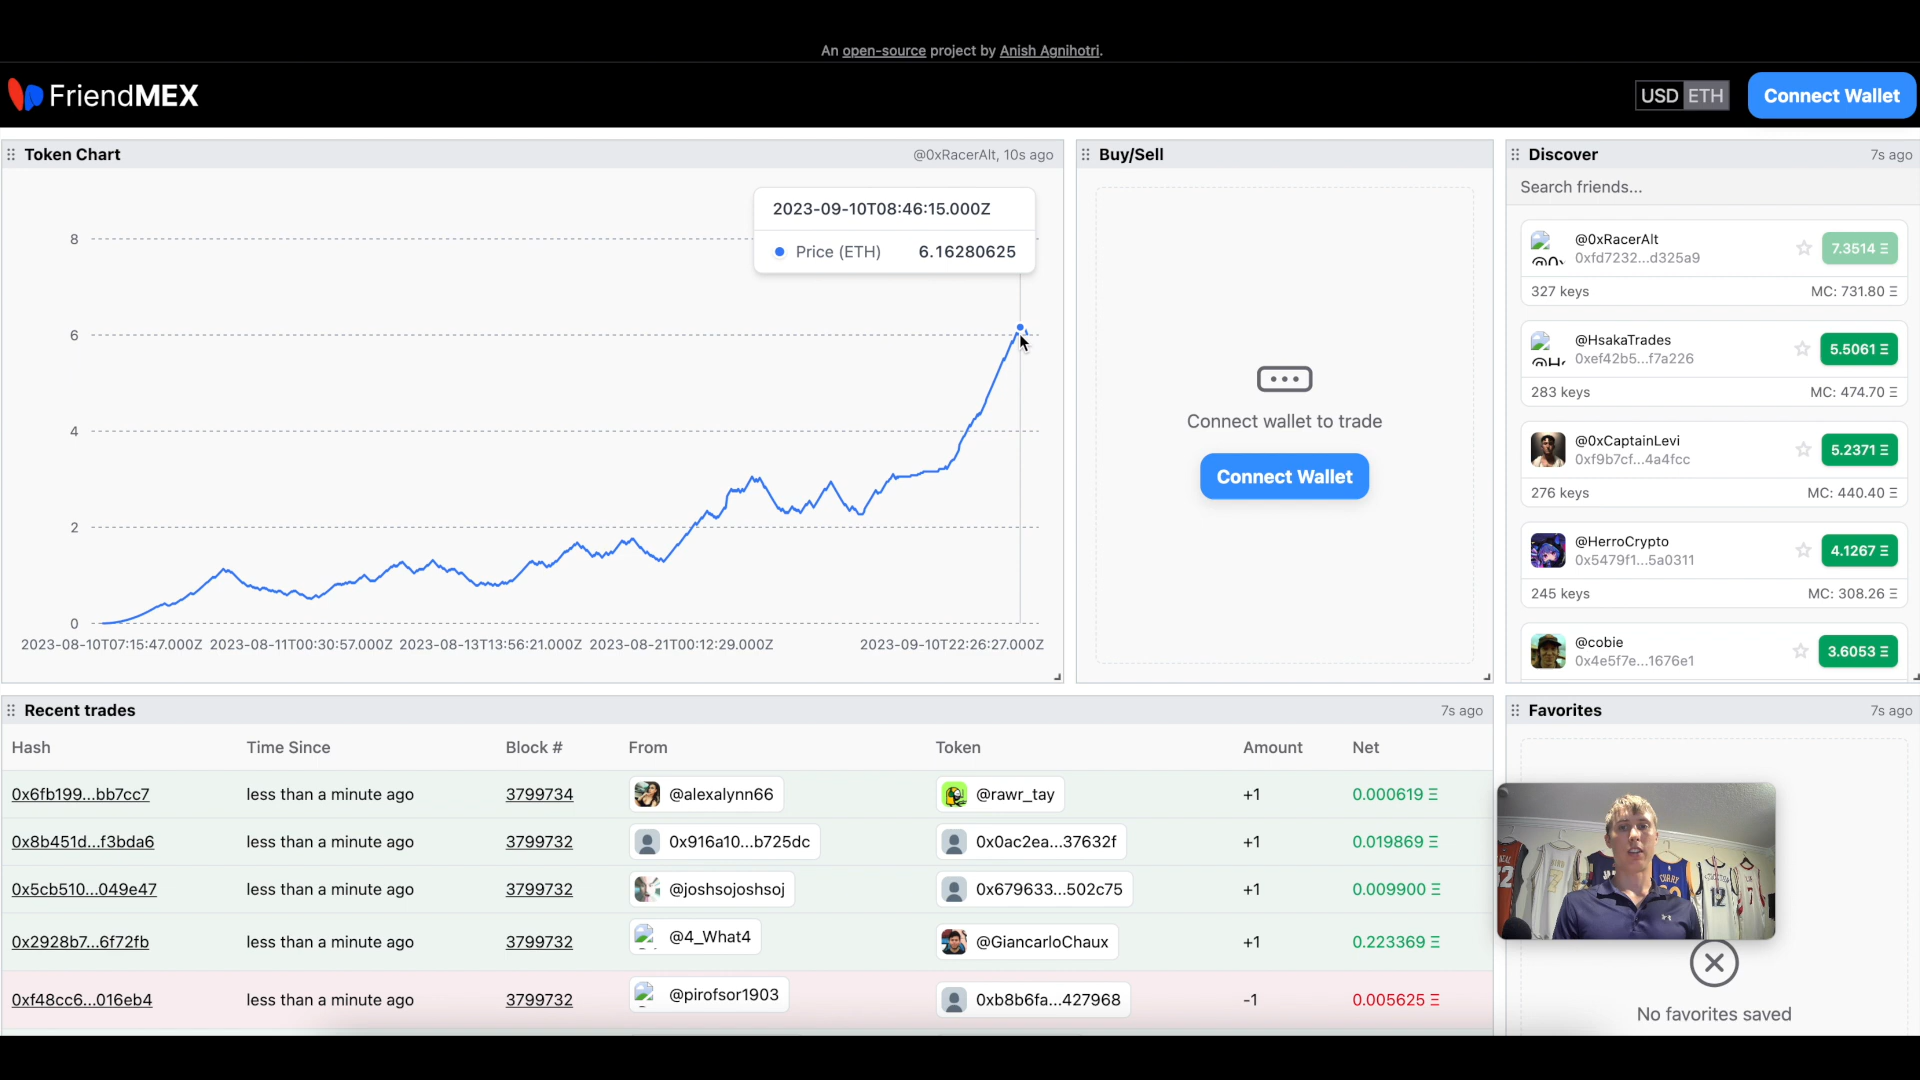 An open-source project by Anish Agnihotri.
FriendMEX
USD ETH
Connect Wallet
Token Chart
@0xRacerAlt, 10s ago
2023-09-10T08:46:15.000Z
Price (ETH) 6.16280625
8
6
4
2
0
2023-08-10T07:15:47.000Z 2023-08-11T00:30:57.000Z 2023-08-13T13:56:21.000Z 2023-08-21T00:12:29.000Z 2023-09-10T22:26:27.000Z
Buy/Sell
Connect wallet to trade
Connect Wallet
Discover
7s ago
Search friends...
@0xRacerAlt
0xfd7232...d325a9
7.3514 Ξ
327 keys
MC: 731.80 Ξ
@HsakaTrades
0xef42b5...f7a226
5.5061 Ξ
283 keys
MC: 474.70 Ξ
@0xCaptainLevi
0xf9b7cf...4a4fcc
5.2371 Ξ
276 keys
MC: 440.40 Ξ
@HerroCrypto
0x5479f1...5a0311
4.1267 Ξ
245 keys
MC: 308.26 Ξ
@cobie
0x4e5f7e...1676e1
3.6053 Ξ
Recent trades
7s ago
Hash Time Since Block # From Token Amount Net
0x6fb199...bb7cc7 less than a minute ago 3799734 @alexalynn66 @rawr_tay +1 0.000619 Ξ
0x8b451d...f3bda6 less than a minute ago 3799732 0x916a10...b725dc 0x0ac2ea...37632f +1 0.019869 Ξ
0x5cb510...049e47 less than a minute ago 3799732 @joshsojoshsoj 0x679633...502c75 +1 0.009900 Ξ
0x2928b7...6f72fb less than a minute ago 3799732 @4_What4 @GiancarloChaux +1 0.223369 Ξ
0xf48cc6...016eb4 less than a minute ago 3799732 @pirofsor1903 0xb8b6fa...427968 -1 0.005625 Ξ
Favorites
7s ago
CURRY
12
7
No favorites saved